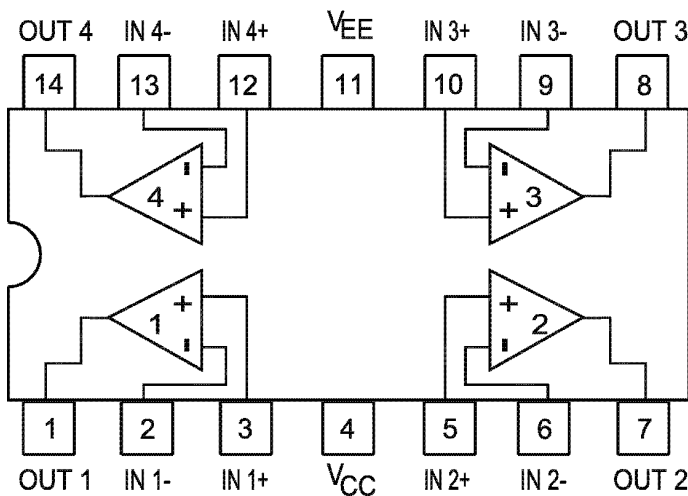 OUT 4 IN 4- IN 4+ VEE IN 3+ IN 3- OUT 3
14 13 12 11 10 9 8
- -
4 3
+ +
+ +
1 2
- -
1 2 3 4 5 6 7
OUT 1 IN 1- IN 1+ VCC IN 2+ IN 2- OUT 2